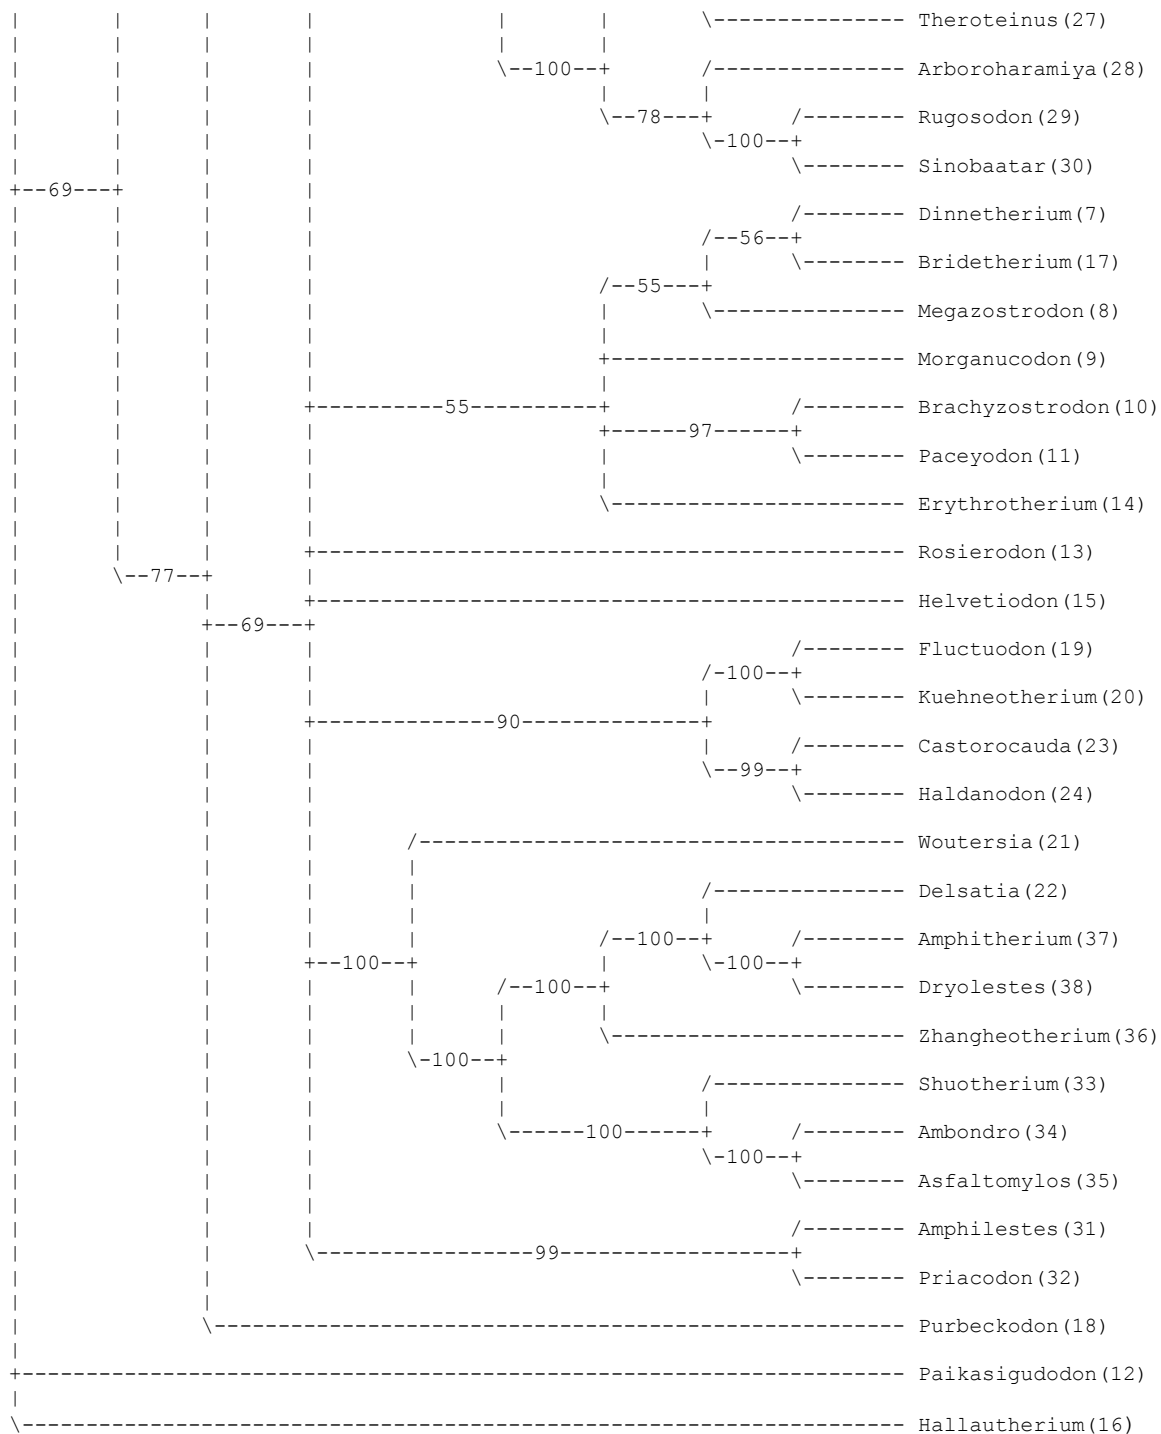 Theroteinus(27)
100
Arboroharamiya(28)
78
Rugosodon(29)
100
Sinobaatar(30)
69
Dinnetherium(7)
56
Bridetherium(17)
55
Megazostrodon(8)
Morganucodon(9)
55
Brachyzostrodon(10)
97
Paceyodon(11)
Erythrotherium(14)
Rosierodon(13)
77
Helvetiodon(15)
69
Fluctuodon(19)
100
Kuehneotherium(20)
90
Castorocauda(23)
99
Haldanodon(24)
Woutersia(21)
Delsatia(22)
100
Amphitherium(37)
100
100
100
Dryolestes(38)
Zhangheotherium(36)
100
Shuotherium(33)
100
Ambondro(34)
100
Asfaltomylos(35)
Amphilestes(31)
99
Priacodon(32)
Purbeckodon(18)
Paikasigudodon(12)
Hallautherium(16)